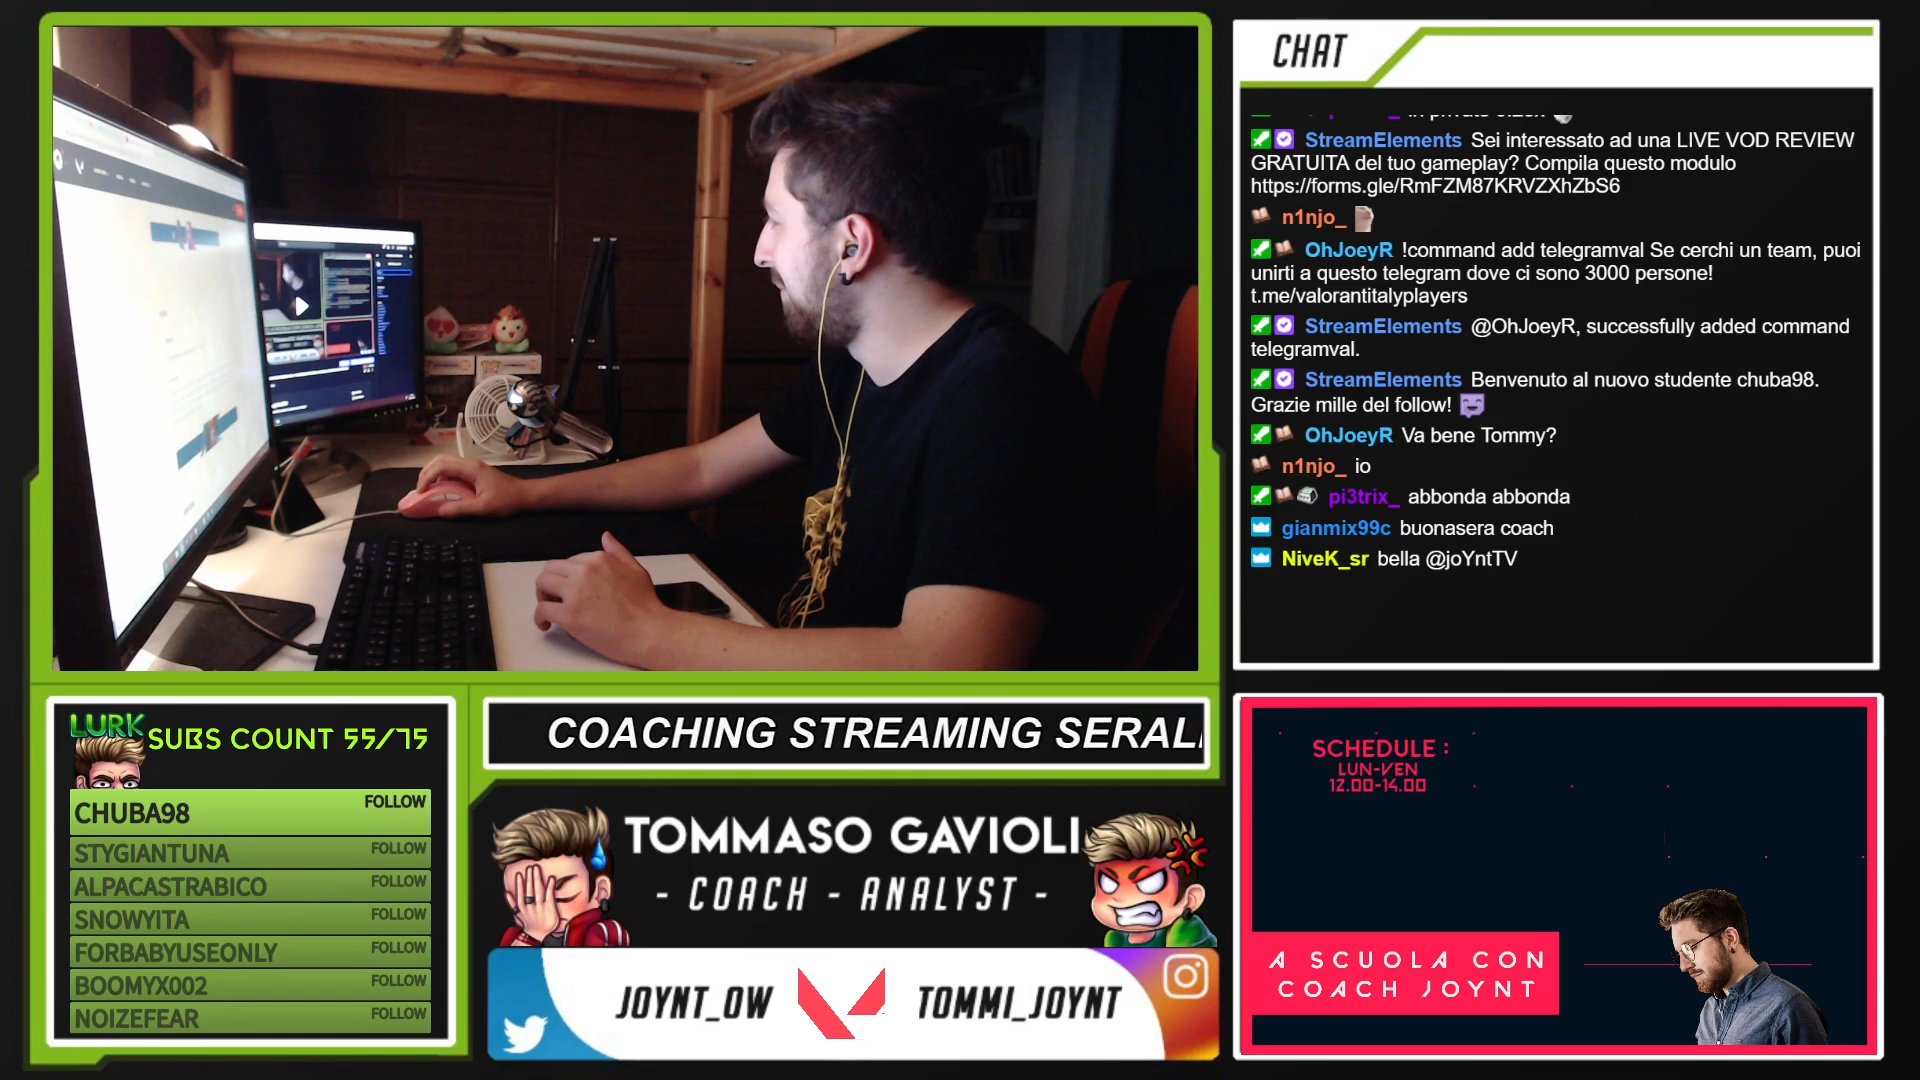 CHAT
StreamElements Sei interessato ad una LIVE VOD REVIEW
GRATUITA del tuo gameplay? Compila questo modulo
https://forms.gle/RmFZM87KRVZXhZbS6
n1njo_
OhJoeyR !command add telegramval Se cerchi un team, puoi
unirti a questo telegram dove ci sono 3000 persone!
t.me/valorantitalyplayers
StreamElements @OhJoeyR, successfully added command
telegramval.
StreamElements Benvenuto al nuovo studente chuba98.
Grazie mille del follow!
OhJoeyR Va bene Tommy?
n1njo_ io
pi3trix_ abbonda abbonda
gianmix99c buonasera coach
NiveK_sr bella @joYntTV
LURK
SUBS COUNT 55/75
CHUBA98 FOLLOW
STYGIANTUNA FOLLOW
ALPACASTRABICO FOLLOW
SNOWYITA FOLLOW
FORBABYUSEONLY FOLLOW
BOOMYX002 FOLLOW
NOIZEFEAR FOLLOW
COACHING STREAMING SERAL
TOMMASO GAVIOLI
- COACH - ANALYST -
JOYNT_OW
TOMMI_JOYNT
SCHEDULE :
LUN-VEN
12.00-14.00
A SCUOLA CON
COACH JOYNT